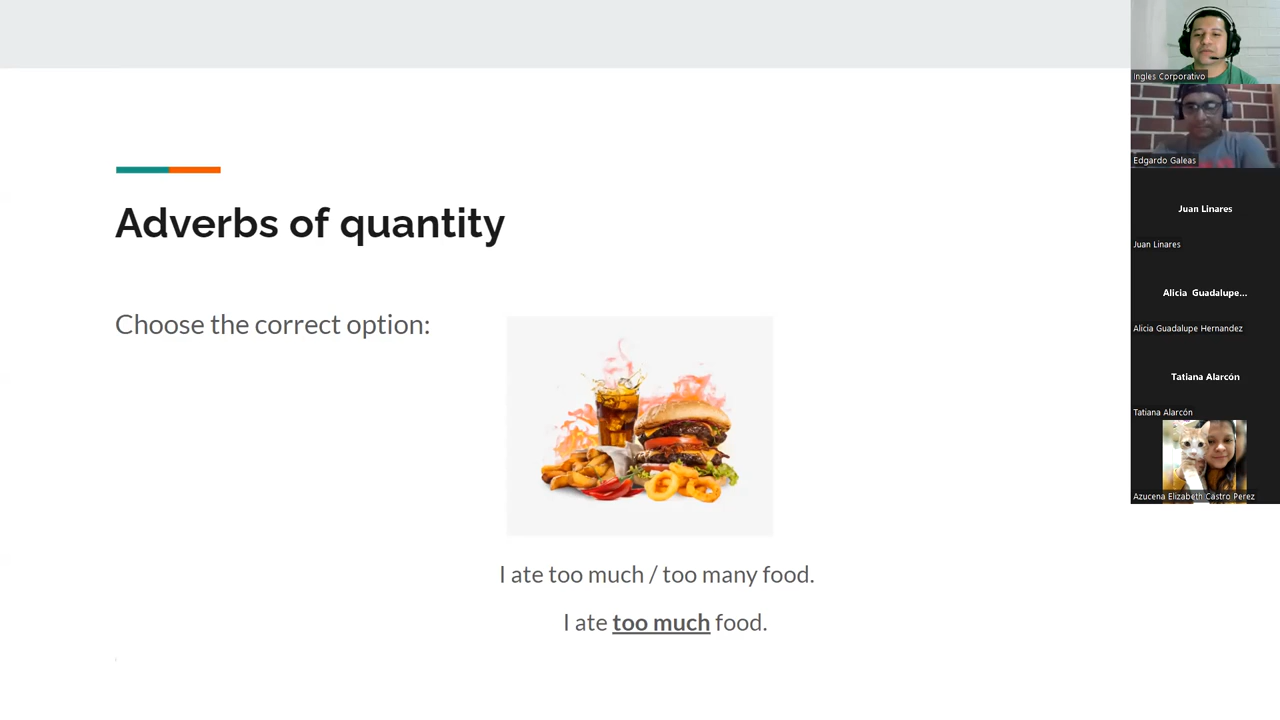 Adverbs of quantity
Choose the correct option:
I ate too much / too many food.
I ate too much food.
Ingles Corporativo
Edgardo Galeas
Juan Linares
Juan Linares
Alicia Guadalupe...
Alicia Guadalupe Hernandez
Tatiana Alarcón
Tatiana Alarcón
Azucena Elizabeth Castro Perez